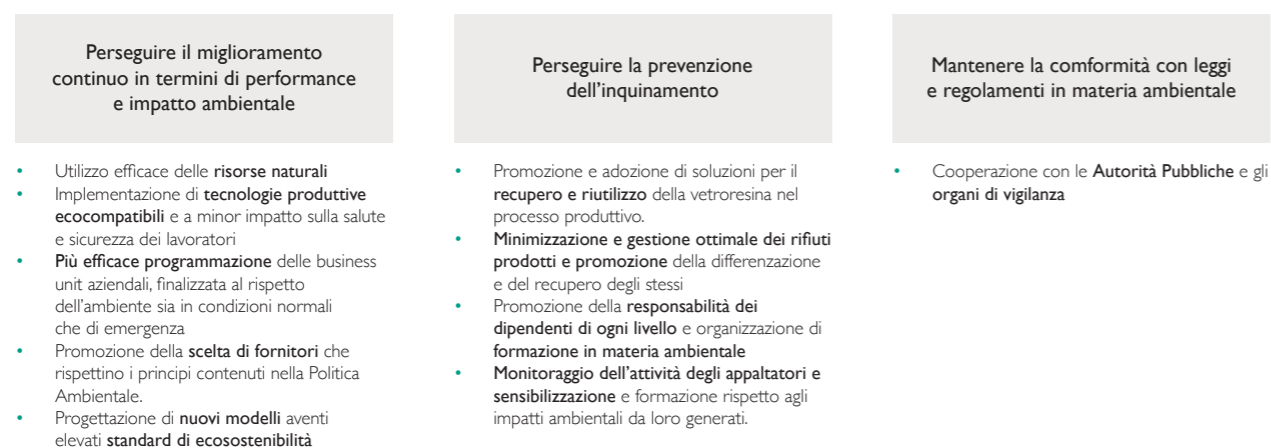 Perseguire il miglioramento
continuo in termini di performance
e impatto ambientale
• Utilizzo efficace delle risorse naturali
• Implementazione di tecnologie produttive
ecocompatibili e a minor impatto sulla salute
e sicurezza dei lavoratori
• Più efficace programmazione delle business
unit aziendali, finalizzata al rispetto
dell'ambiente sia in condizioni normali
che di emergenza
• Promozione della scelta di fornitori che
rispettino i principi contenuti nella Politica
Ambientale.
• Progettazione di nuovi modelli aventi
elevati standard di ecosostenibilità
Perseguire la prevenzione
dell'inquinamento
• Promozione e adozione di soluzioni per il
recupero e riutilizzo della vetroresina nel
processo produttivo.
• Minimizzazione e gestione ottimale dei rifiuti
prodotti e promozione della differenzazione
e del recupero degli stessi
• Promozione della responsabilità dei
dipendenti di ogni livello e organizzazione di
formazione in materia ambientale
• Monitoraggio dell'attività degli appaltatori e
sensibilizzazione e formazione rispetto agli
impatti ambientali da loro generati.
Mantenere la comformità con leggi
e regolamenti in materia ambientale
• Cooperazione con le Autorità Pubbliche e gli
organi di vigilanza